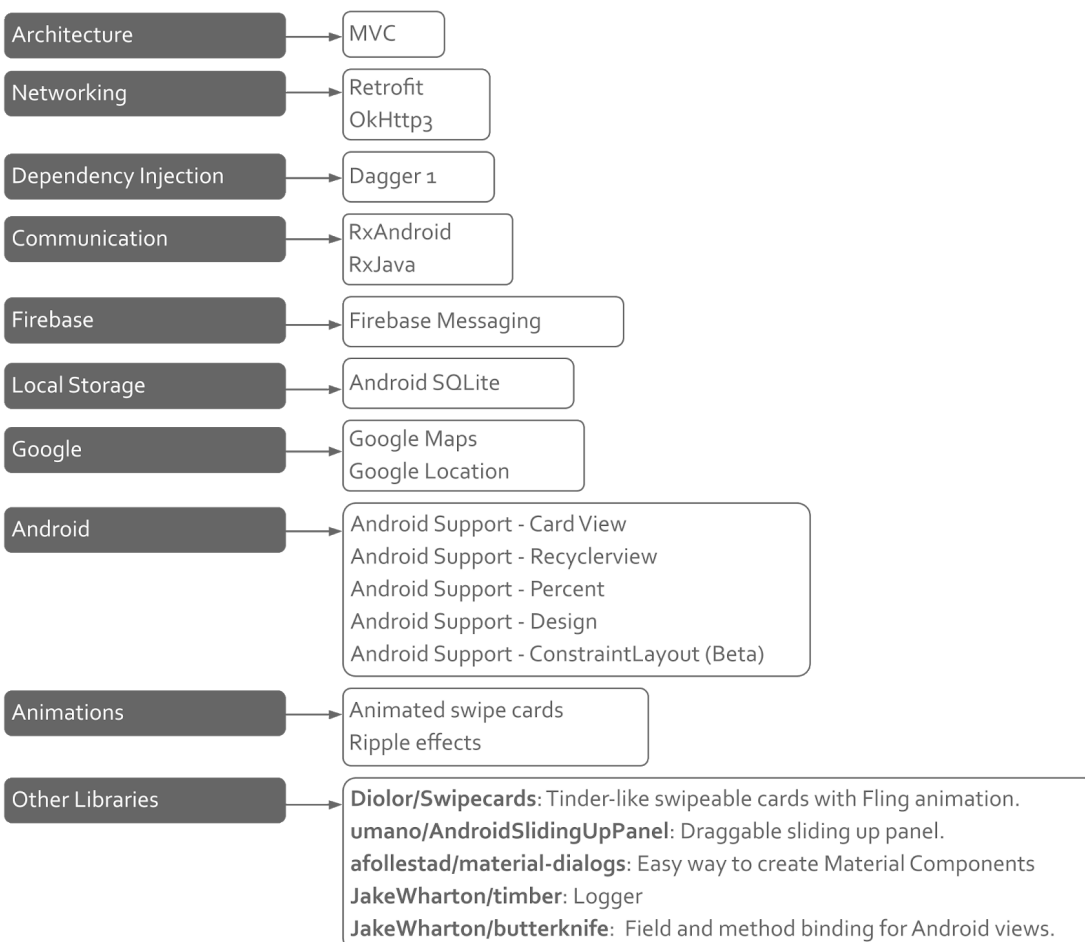 Architecture
MVC
Networking
Retrofit
OkHttp3
Dependency Injection
Dagger 1
Communication
RxAndroid
RxJava
Firebase
Firebase Messaging
Local Storage
Android SQLite
Google
Google Maps
Google Location
Android
Android Support - Card View
Android Support - Recyclerview
Android Support - Percent
Android Support - Design
Android Support - ConstraintLayout (Beta)
Animations
Animated swipe cards
Ripple effects
Other Libraries
Diolor/Swipecards: Tinder-like swipeable cards with Fling animation.
umano/AndroidSlidingUpPanel: Draggable sliding up panel.
afollestad/material-dialogs: Easy way to create Material Components
JakeWharton/timber: Logger
JakeWharton/butterknife: Field and method binding for Android views.